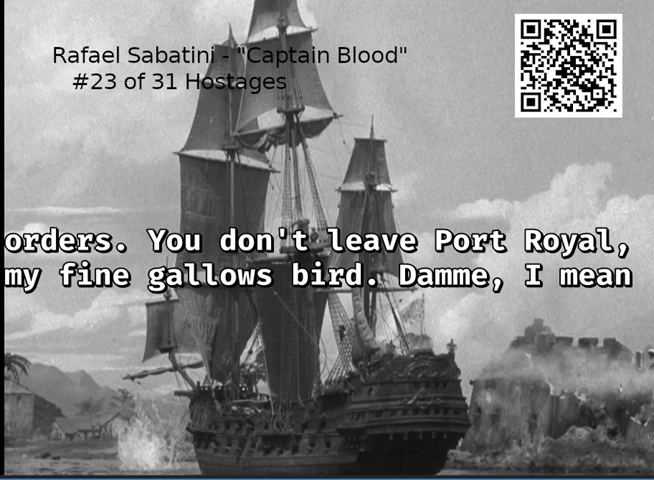 Rafael Sabatini - "Captain Blood"
#23 of 31 Hostages
orders. You don't leave Port Royal,
my fine gallows bird. Damme, I mean